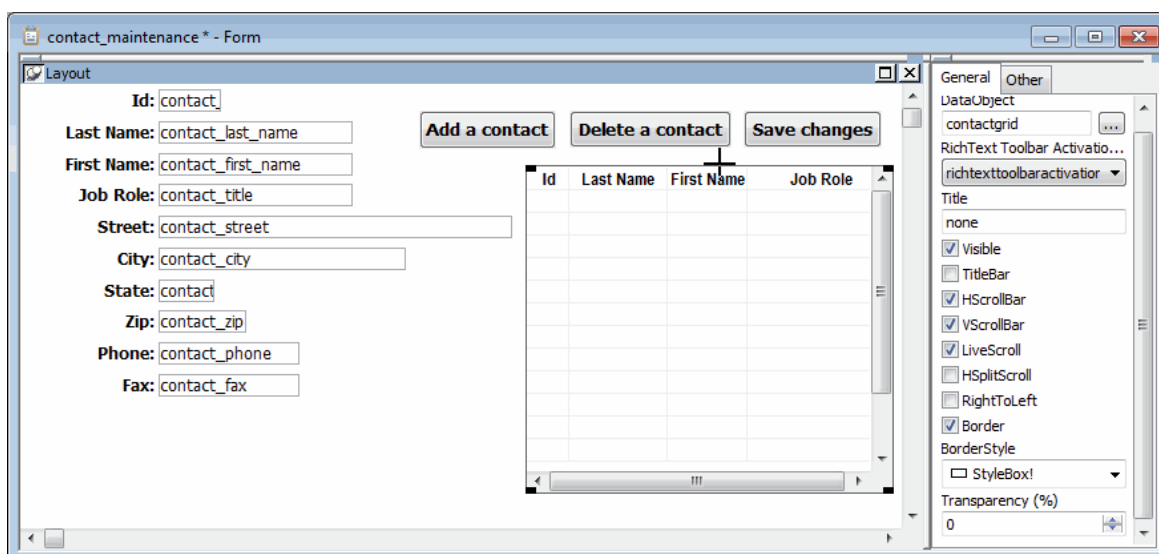 contact_maintenance * - Form
Layout
Id: contact_
Last Name: contact_last_name
First Name: contact_first_name
Job Role: contact_title
Street: contact_street
City: contact_city
State: contact
Zip: contact_zip
Phone: contact_phone
Fax: contact_fax
Add a contact Delete a contact Save changes
Id Last Name First Name Job Role
General Other
DataObject
contactgrid ...
RichText Toolbar Activatio...
richtexttoolbaractivation
Title
none
Visible
TitleBar
HScrollBar
VScrollBar
LiveScroll
HSplitScroll
RightToLeft
Border
BorderStyle
StyleBox!
Transparency (%)
0